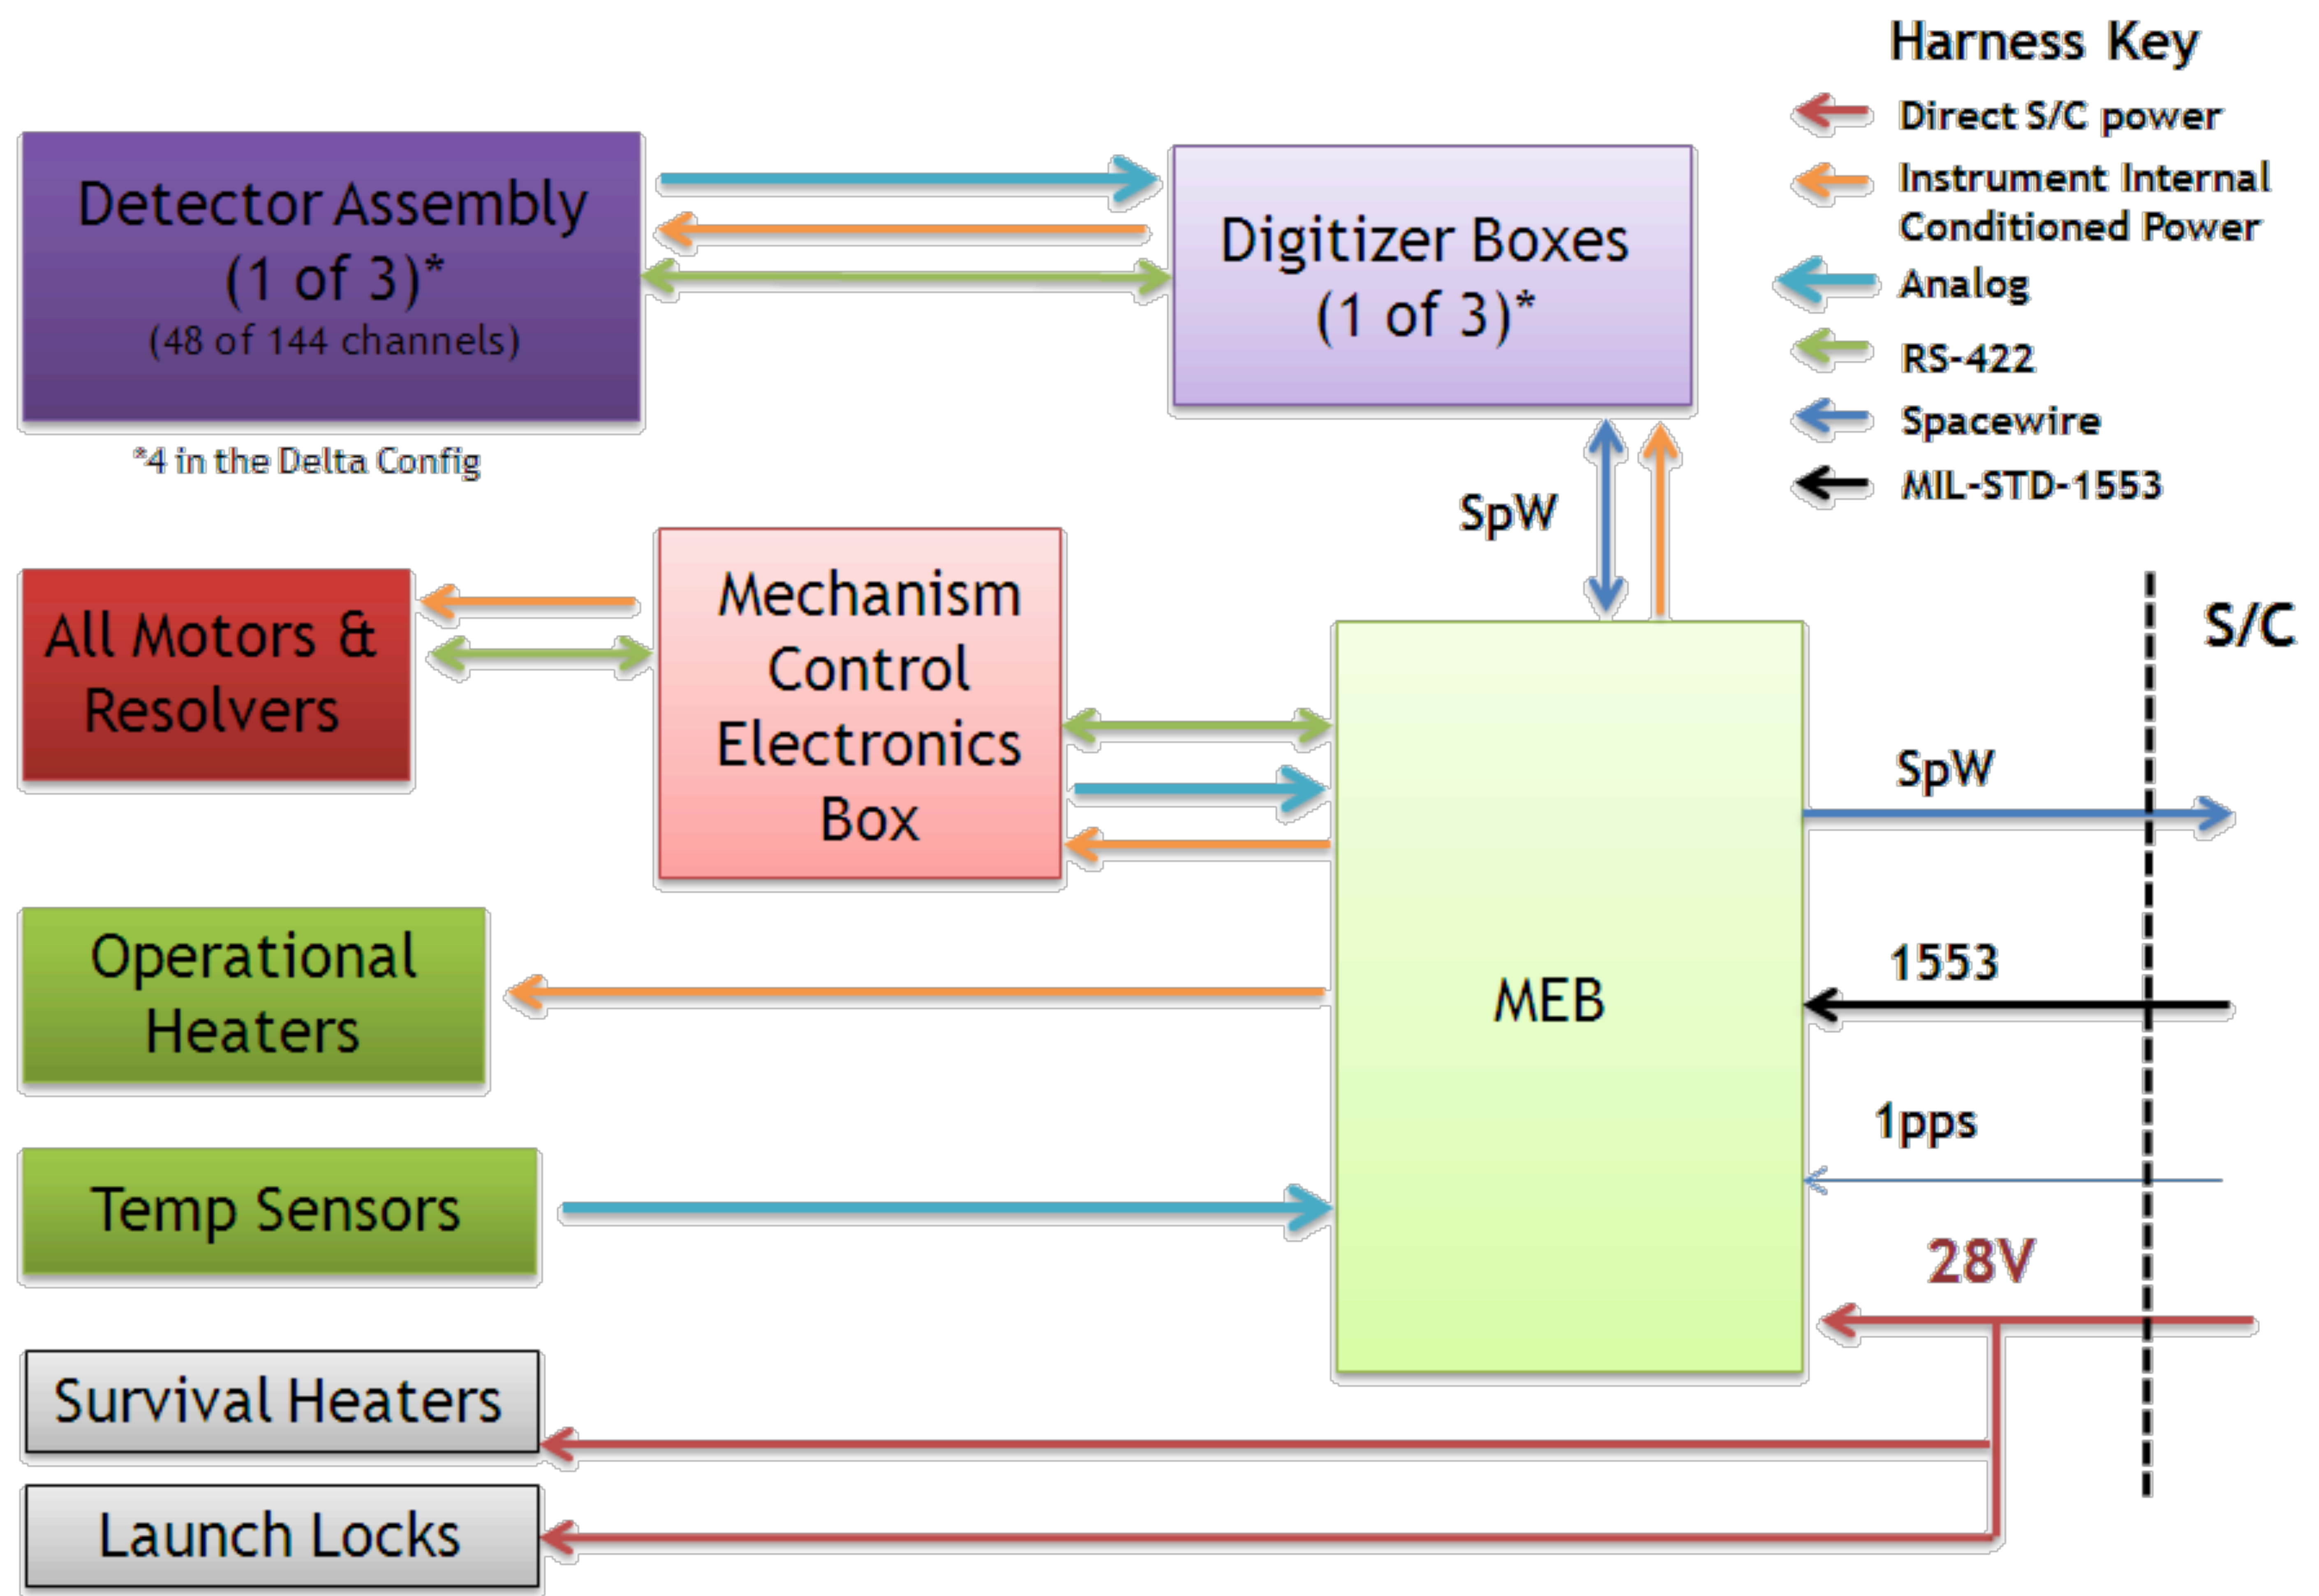 Harness Key
Direct S/C power
Instrument Internal
Conditioned Power
Analog
RS-422
Spacewire
MIL-STD-1553
Detector Assembly
(1 of 3)*
(48 of 144 channels)
*4 in the Delta Config
Digitizer Boxes
(1 of 3)*
SpW
All Motors &
Resolvers
Mechanism
Control
Electronics
Box
S/C
SpW
Operational
Heaters
MEB
1553
1pps
Temp Sensors
28V
Survival Heaters
Launch Locks